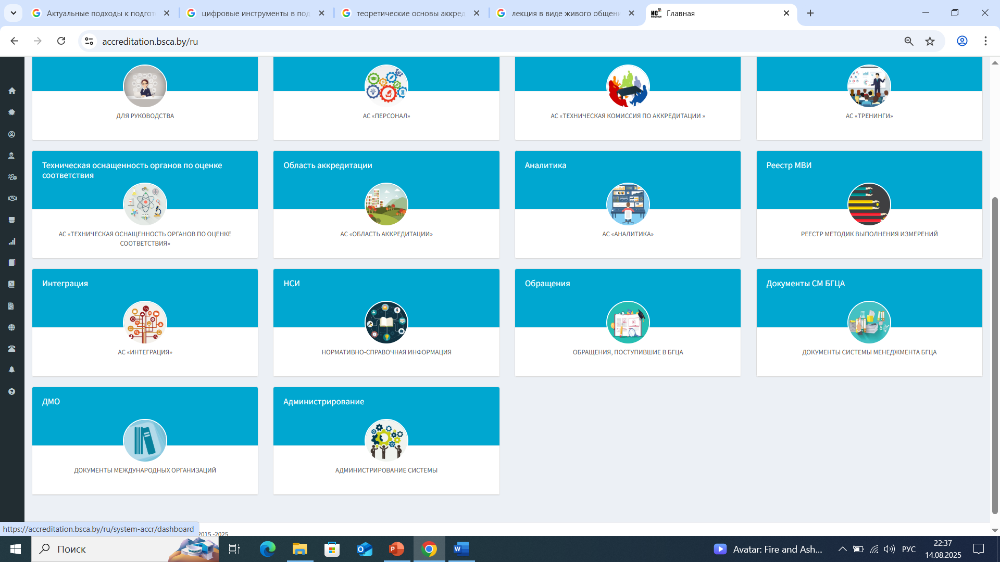 Актуальные подходы к подгот
цифровые инструменты в под
теоретические основы аккред
лекция в виде живого общени
ИС
Главная
accreditation.bsca.by/ru
ДЛЯ РУКОВОДСТВА
АС «ПЕРСОНАЛ»
АС «ТЕХНИЧЕСКАЯ КОМИССИЯ ПО АККРЕДИТАЦИИ »
АС «ТРЕНИНГИ»
Техническая оснащенность органов по оценке
соответствия
Область аккредитации
Аналитика
Реестр МВИ
АС «ТЕХНИЧЕСКАЯ ОСНАЩЕННОСТЬ ОРГАНОВ ПО ОЦЕНКЕ
СООТВЕТСТВИЯ»
АС «ОБЛАСТЬ АККРЕДИТАЦИИ»
АС «АНАЛИТИКА»
РЕЕСТР МЕТОДИК ВЫПОЛНЕНИЯ ИЗМЕРЕНИЙ
Интеграция
НСИ
Обращения
Документы СМ БГЦА
АС «ИНТЕГРАЦИЯ»
НОРМАТИВНО-СПРАВОЧНАЯ ИНФОРМАЦИЯ
ОБРАЩЕНИЯ, ПОСТУПИВШИЕ В БГЦА
ДОКУМЕНТЫ СИСТЕМЫ МЕНЕДЖМЕНТА БГЦА
ДМО
Администрирование
ДОКУМЕНТЫ МЕЖДУНАРОДНЫХ ОРГАНИЗАЦИЙ
АДМИНИСТРИРОВАНИЕ СИСТЕМЫ
https://accreditation.bsca.by/ru/system-accr/dashboard
2015 -2025
Поиск
Avatar: Fire and Ash...
РУС
22:37
14.08.2025